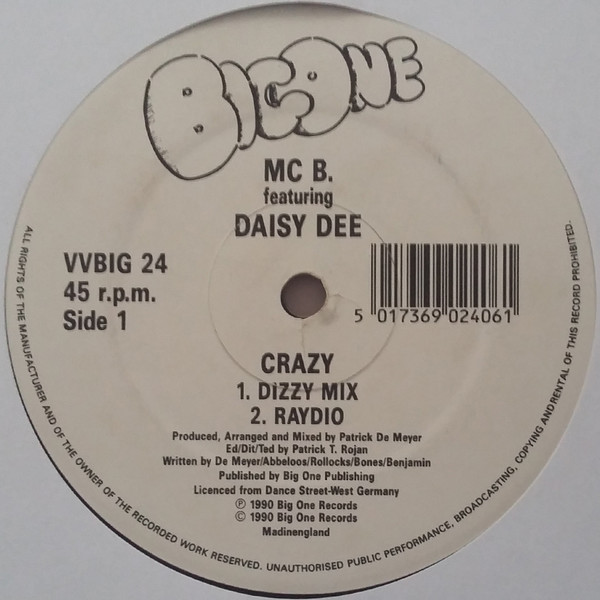 BIG ONE
MC B.
featuring
DAISY DEE
VVBIG 24
45 r.p.m.
Side 1
5 017369 024061
CRAZY
1. DIZZY MIX
2. RAYDIO
Produced, Arranged and Mixed by Patrick De Meyer
Ed/Dit/Ted by Patrick T. Rojan
Written by De Meyer/Abbeloos/Rollocks/Bones/Benjamin
Published by Big One Publishing
Licenced from Dance Street-West Germany
℗ 1990 Big One Records
© 1990 Big One Records
Madinengland
ALL RIGHTS OF THE MANUFACTURER AND OF THE OWNER OF THE RECORDED WORK RESERVED. UNAUTHORISED PUBLIC PERFORMANCE, BROADCASTING, COPYING AND RENTAL OF THIS RECORD PROHIBITED.